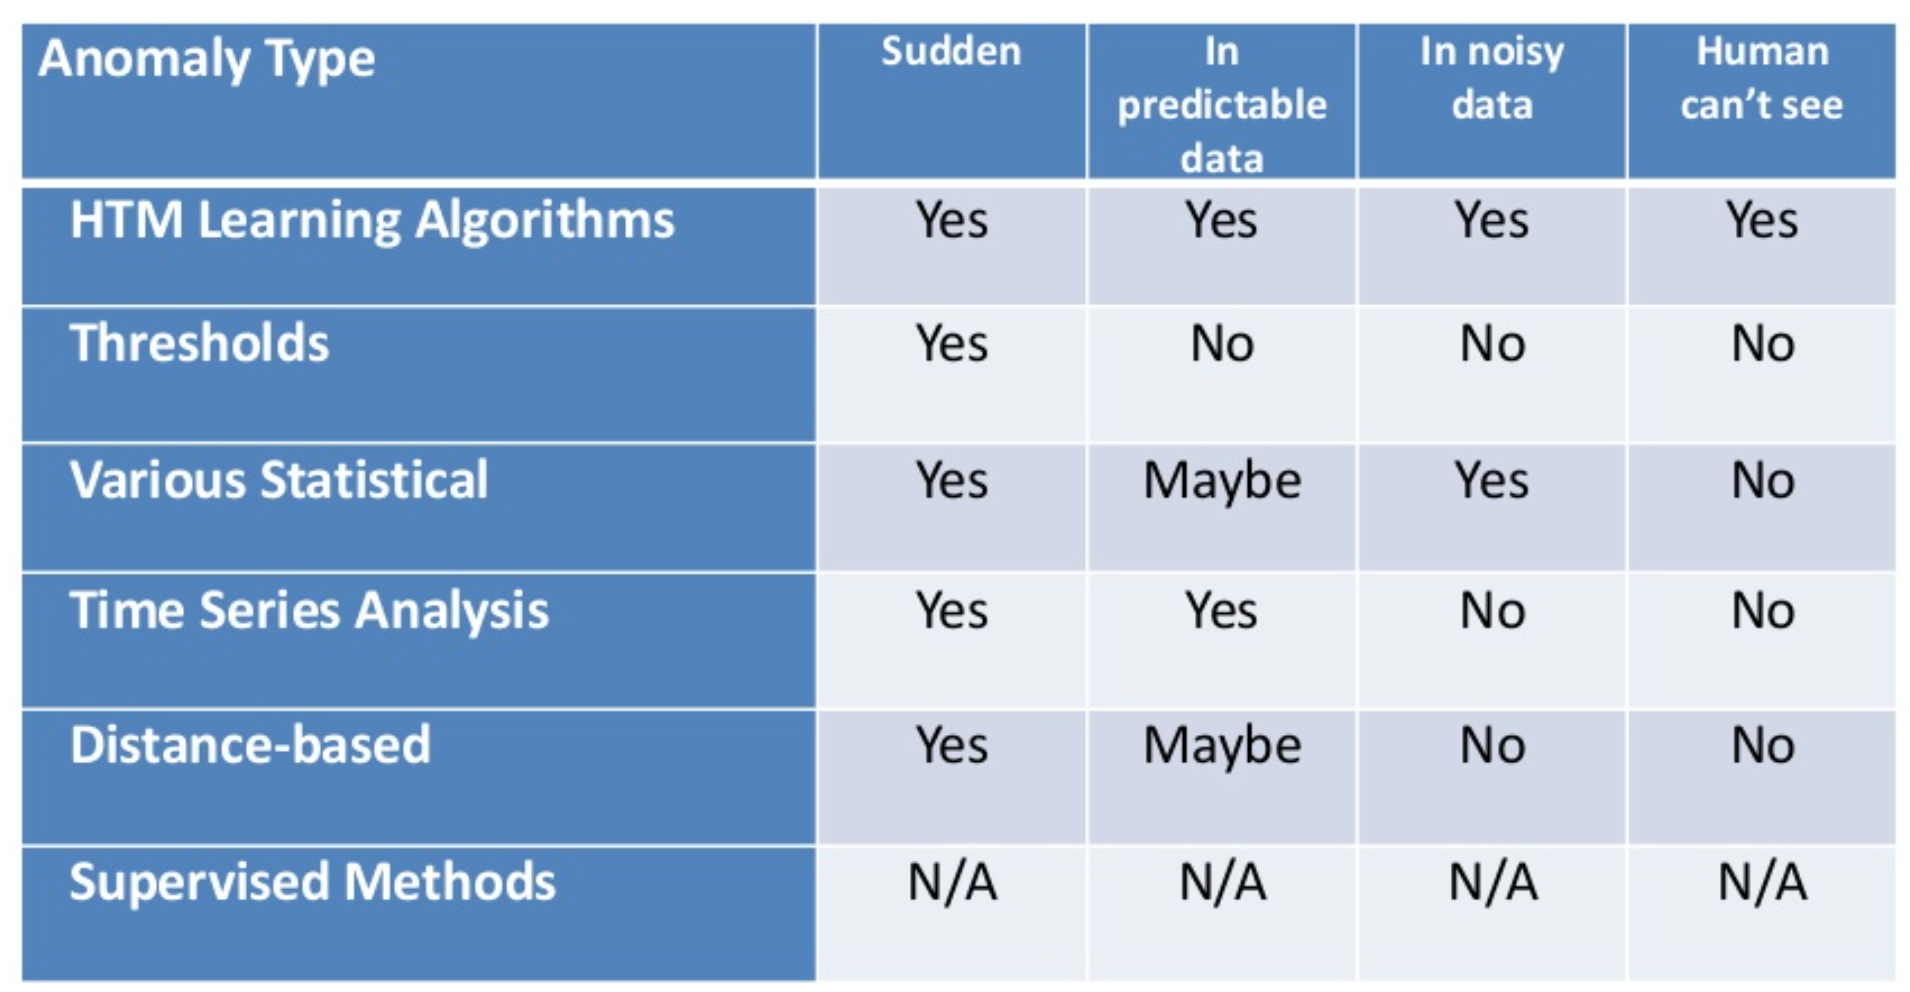 Anomaly Type Sudden In predictable data In noisy data Human can’t see
HTM Learning Algorithms Yes Yes Yes Yes
Thresholds Yes No No No
Various Statistical Yes Maybe Yes No
Time Series Analysis Yes Yes No No
Distance-based Yes Maybe No No
Supervised Methods N/A N/A N/A N/A